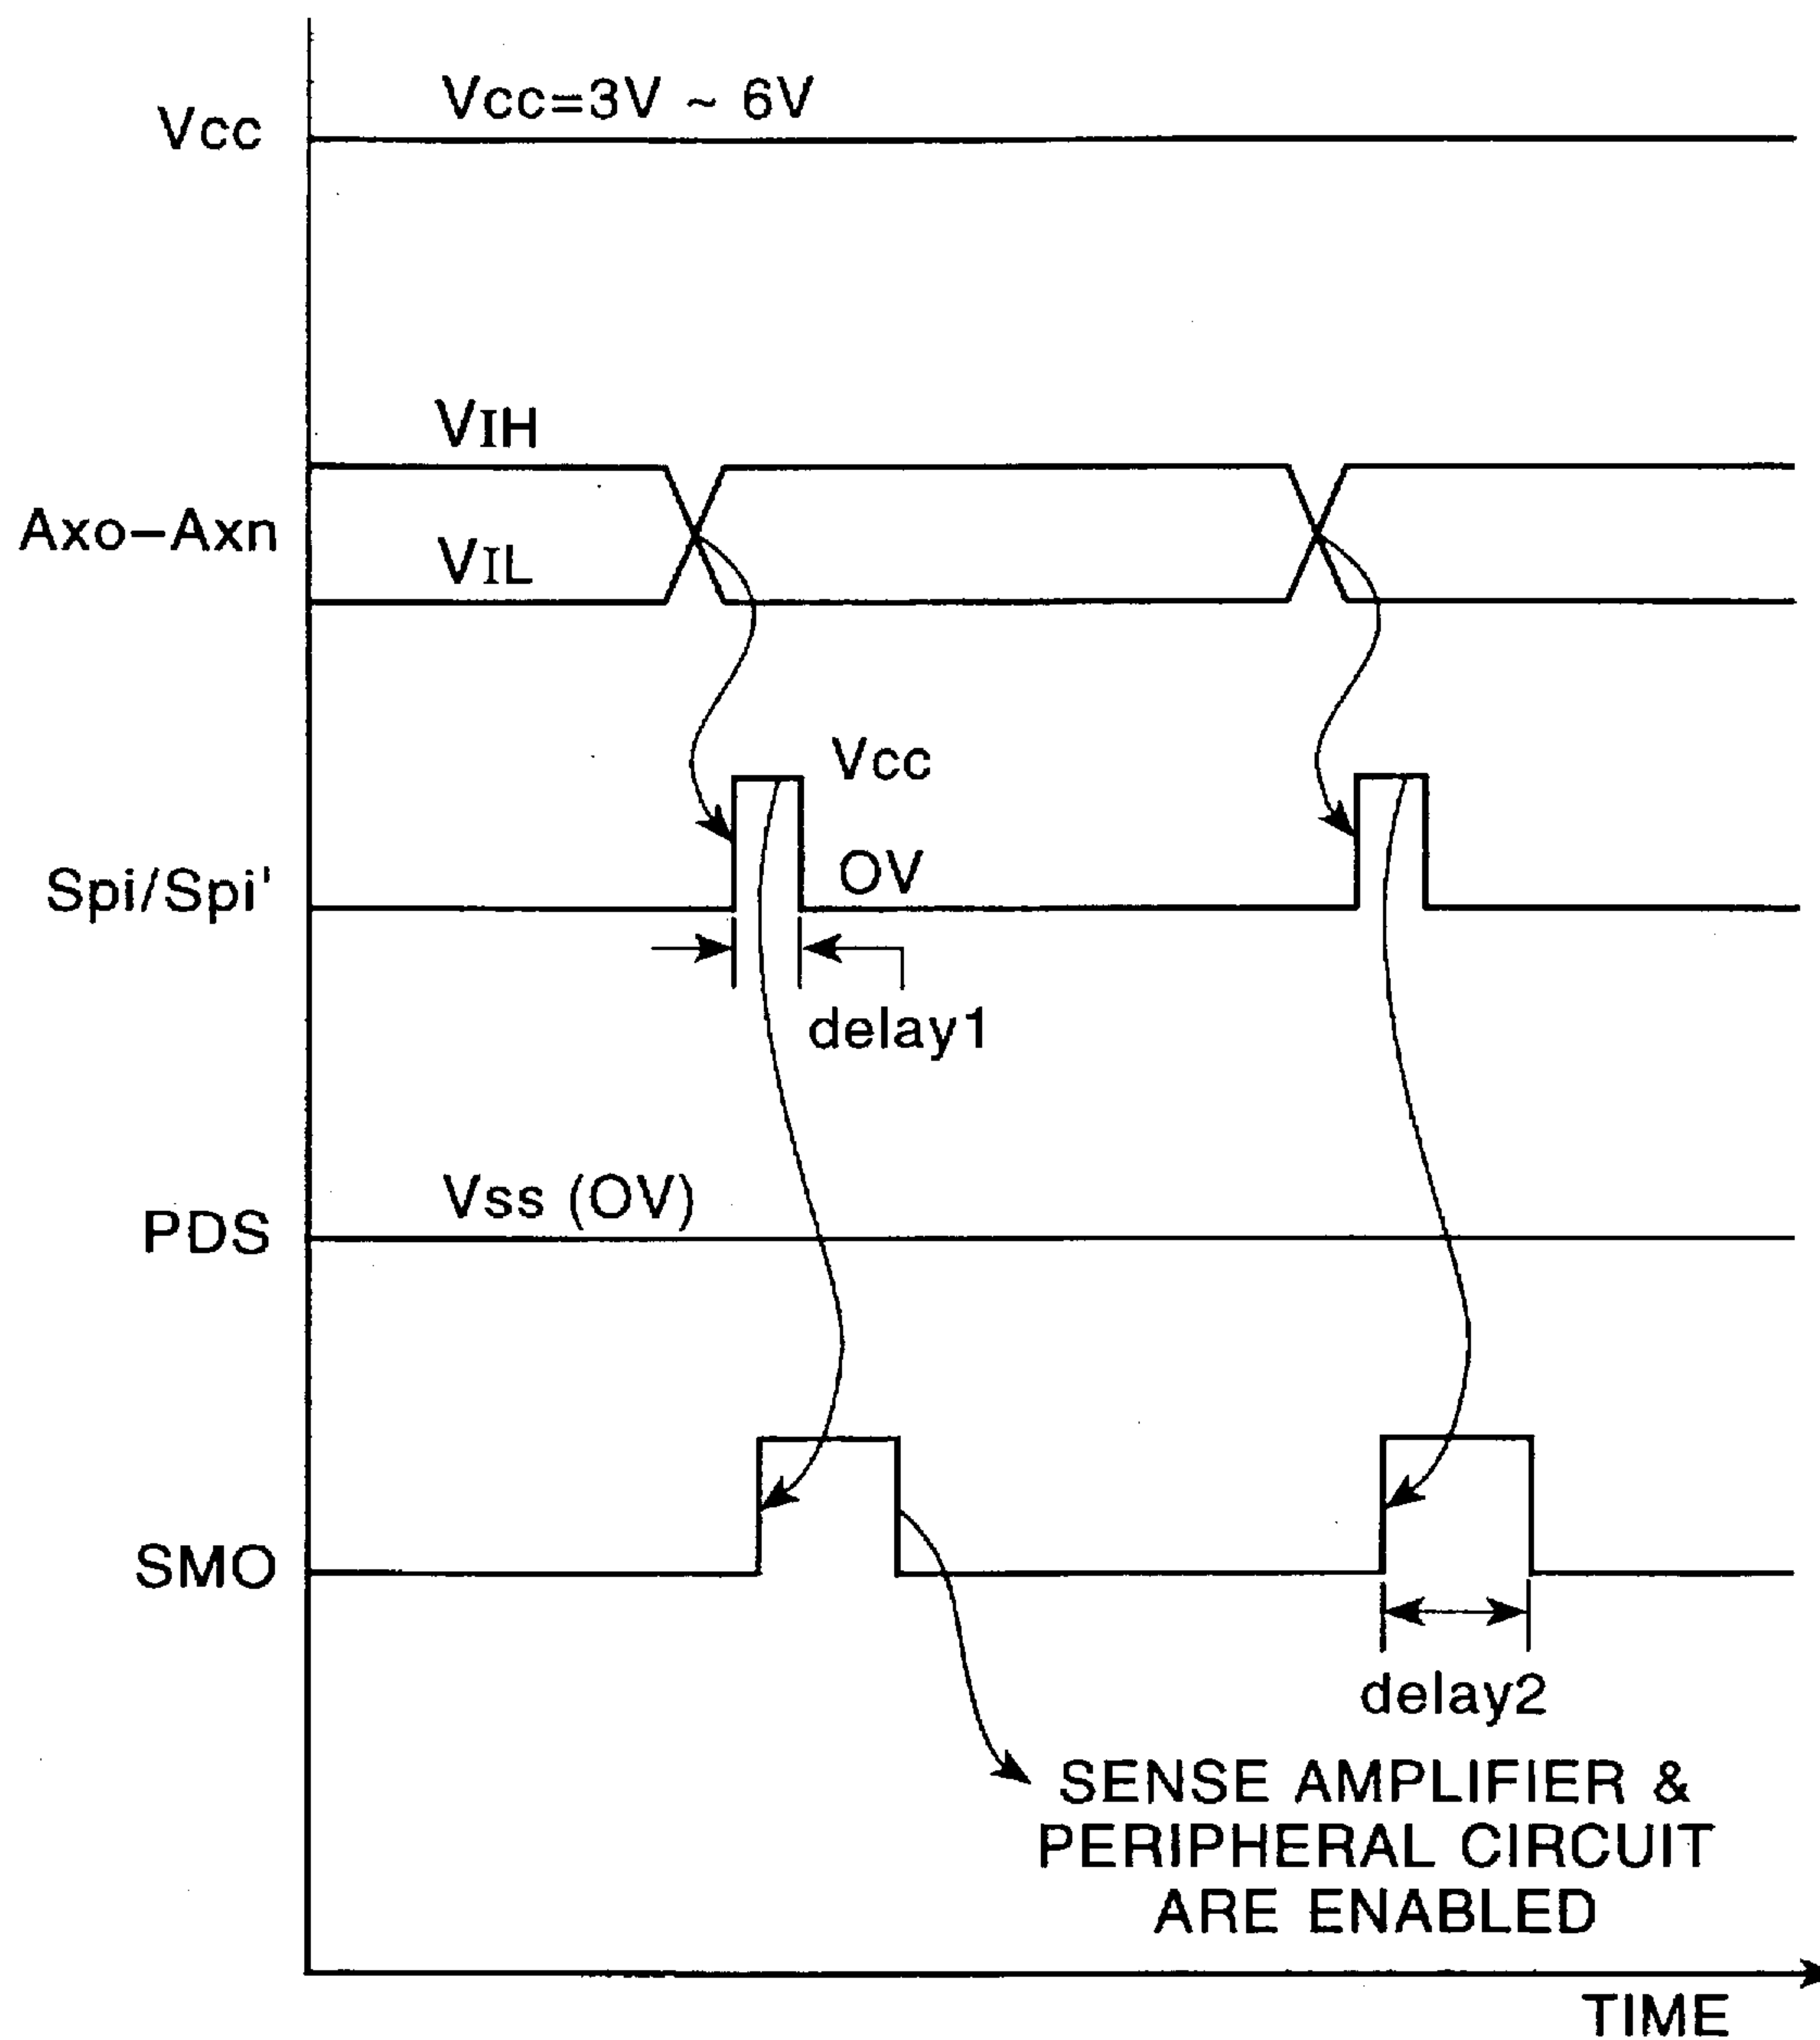 Vcc=3V ~ 6V
Vcc
VIH
Axo-Axn
VIL
Vcc
OV
Spi/Spi'
delay1
Vss (OV)
PDS
SMO
delay2
SENSE AMPLIFIER &
PERIPHERAL CIRCUIT
ARE ENABLED
TIME